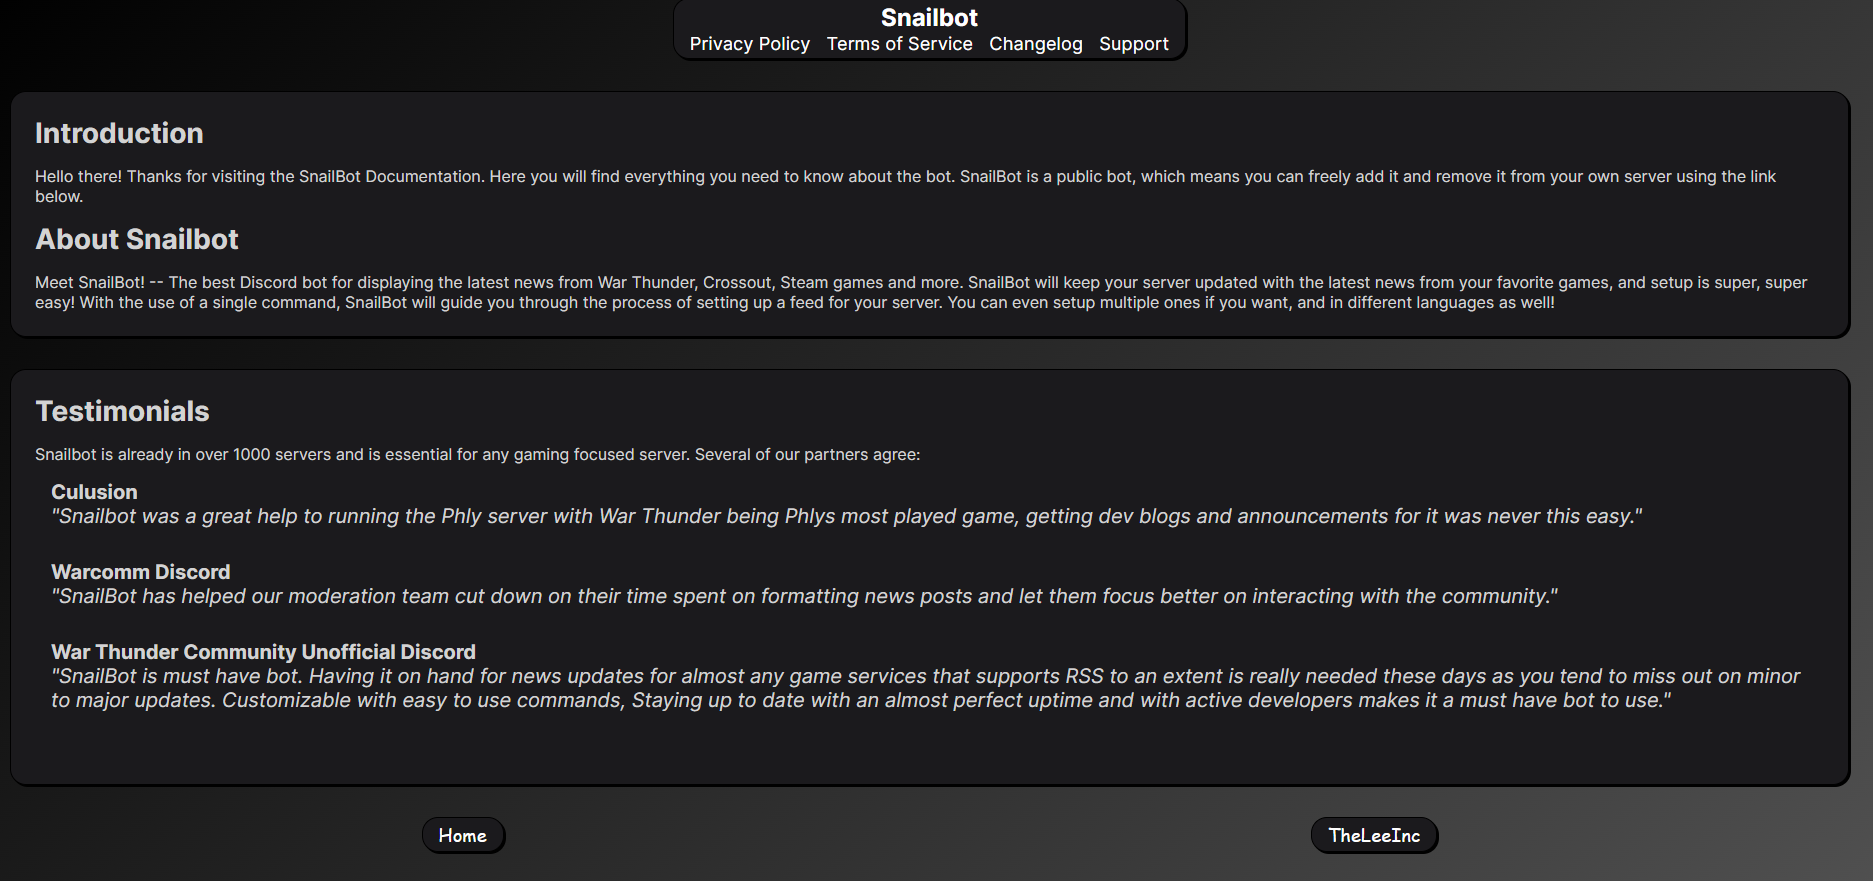 Snailbot
Privacy Policy Terms of Service Changelog Support
Introduction
Hello there! Thanks for visiting the SnailBot Documentation. Here you will find everything you need to know about the bot. SnailBot is a public bot, which means you can freely add it and remove it from your own server using the link
below.
About Snailbot
Meet SnailBot! -- The best Discord bot for displaying the latest news from War Thunder, Crossout, Steam games and more. SnailBot will keep your server updated with the latest news from your favorite games, and setup is super, super
easy! With the use of a single command, SnailBot will guide you through the process of setting up a feed for your server. You can even setup multiple ones if you want, and in different languages as well!
Testimonials
Snailbot is already in over 1000 servers and is essential for any gaming focused server. Several of our partners agree:
Culusion
"Snailbot was a great help to running the Phly server with War Thunder being Phlys most played game, getting dev blogs and announcements for it was never this easy."
Warcomm Discord
"SnailBot has helped our moderation team cut down on their time spent on formatting news posts and let them focus better on interacting with the community."
War Thunder Community Unofficial Discord
"SnailBot is must have bot. Having it on hand for news updates for almost any game services that supports RSS to an extent is really needed these days as you tend to miss out on minor
to major updates. Customizable with easy to use commands, Staying up to date with an almost perfect uptime and with active developers makes it a must have bot to use."
Home
TheLeeInc